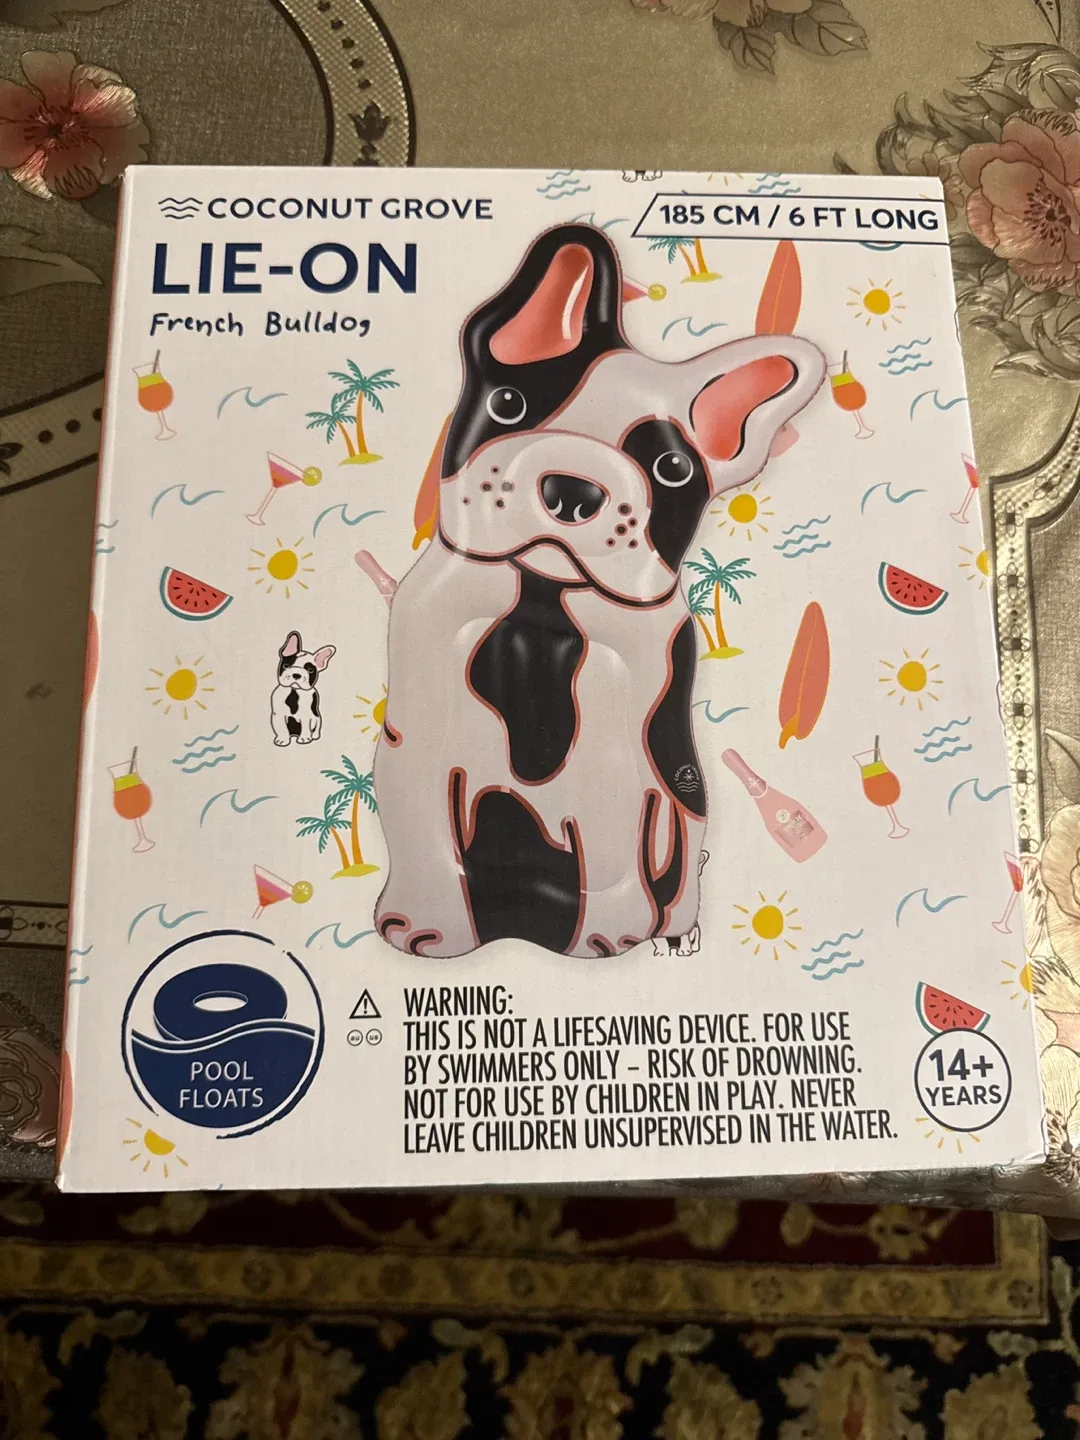 COCONUT GROVE
185 CM / 6 FT LONG
LIE-ON
French Bulldog
POOL
FLOATS
WARNING:
THIS IS NOT A LIFESAVING DEVICE. FOR USE
BY SWIMMERS ONLY – RISK OF DROWNING.
NOT FOR USE BY CHILDREN IN PLAY. NEVER
LEAVE CHILDREN UNSUPERVISED IN THE WATER.
14+
YEARS